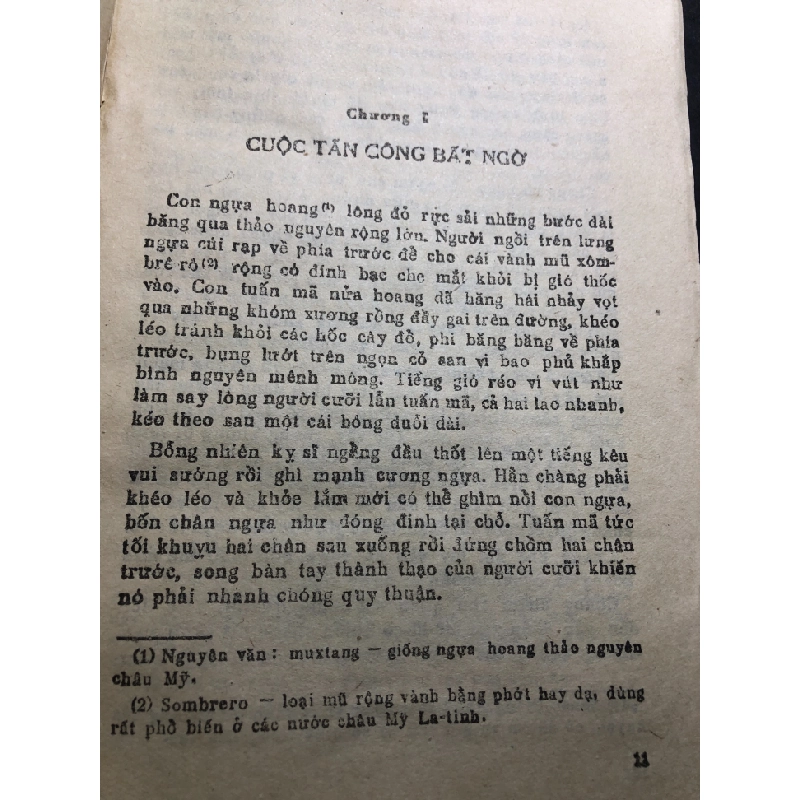 Chương I
CUỘC TẤN CÔNG BẤT NGỜ
Con ngựa hoang(1) lông đỏ rực sải những bước dài
băng qua thảo nguyên rộng lớn. Người ngồi trên lưng
ngựa cúi rạp về phía trước để cho cái vành mũ xôm-
brê-rô(2) rộng có đính bạc che mắt khỏi bị gió thốc
vào. Con tuấn mã nửa hoang dã hăng hái nhảy vọt
qua những khóm xương rồng đầy gai trên đường, khéo
léo tránh khỏi các hốc cây đổ, phi băng băng về phía
trước, bụng lướt trên ngọn cỏ san vi bao phủ khắp
bình nguyên mênh mông. Tiếng gió réo vi vút như
làm say lòng người cưỡi lẫn tuấn mã, cả hai lao nhanh,
kéo theo sau một cái bóng đuổi dài.
Bỗng nhiên kỵ sĩ ngẩng đầu thốt lên một tiếng kêu
vui sướng rồi ghì mạnh cương ngựa. Hẳn chàng phải
khéo léo và khỏe lắm mới có thể ghìm nổi con ngựa,
bốn chân ngựa như đóng đinh tại chỗ. Tuấn mã tức
tối khuỵu hai chân sau xuống rồi đứng chồm hai chân
trước, song bàn tay thành thạo của người cưỡi khiến
nó phải nhanh chóng quy thuận.
(1) Nguyên văn: muxtang — giống ngựa hoang thảo nguyên
châu Mỹ.
(2) Sombrero — loại mũ rộng vành bằng phớt hay dạ, dùng
rất phổ biến ở các nước châu Mỹ La-tinh.
11